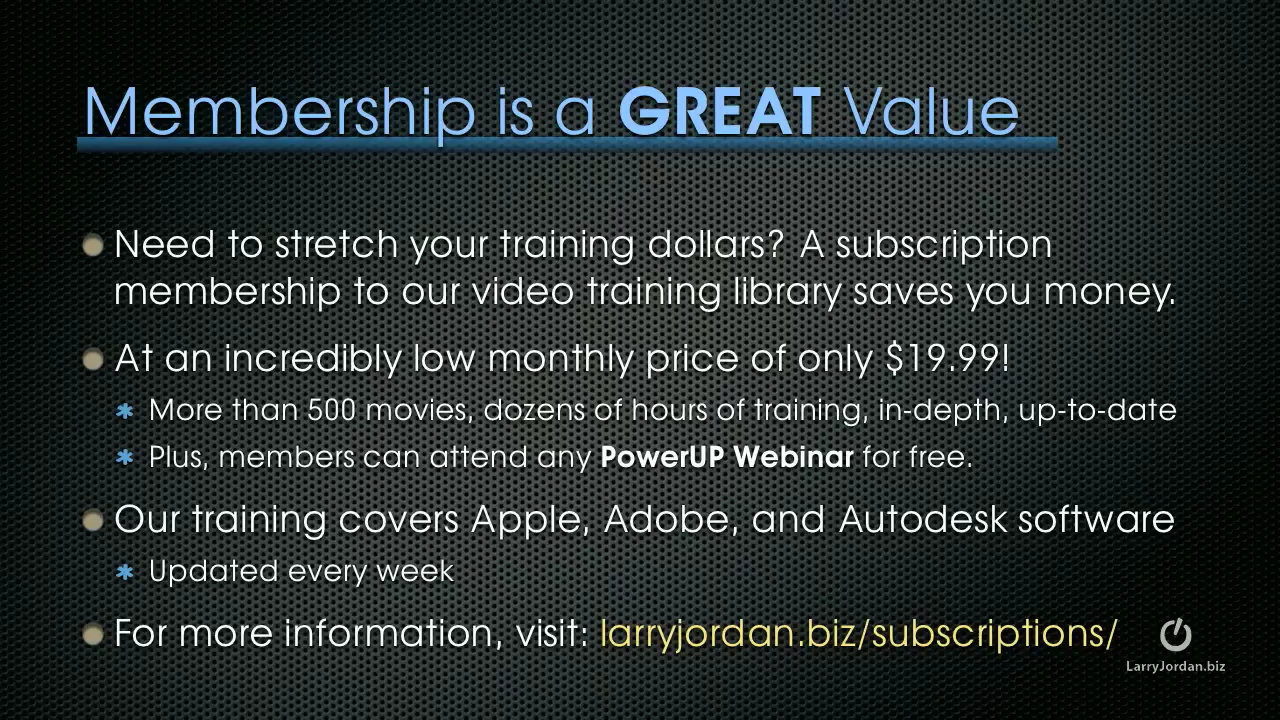 Membership is a GREAT Value
Need to stretch your training dollars? A subscription
membership to our video training library saves you money.
At an incredibly low monthly price of only $19.99!
More than 500 movies, dozens of hours of training, in-depth, up-to-date
Plus, members can attend any PowerUP Webinar for free.
Our training covers Apple, Adobe, and Autodesk software
Updated every week
For more information, visit: larryjordan.biz/subscriptions/
LarryJordan.biz